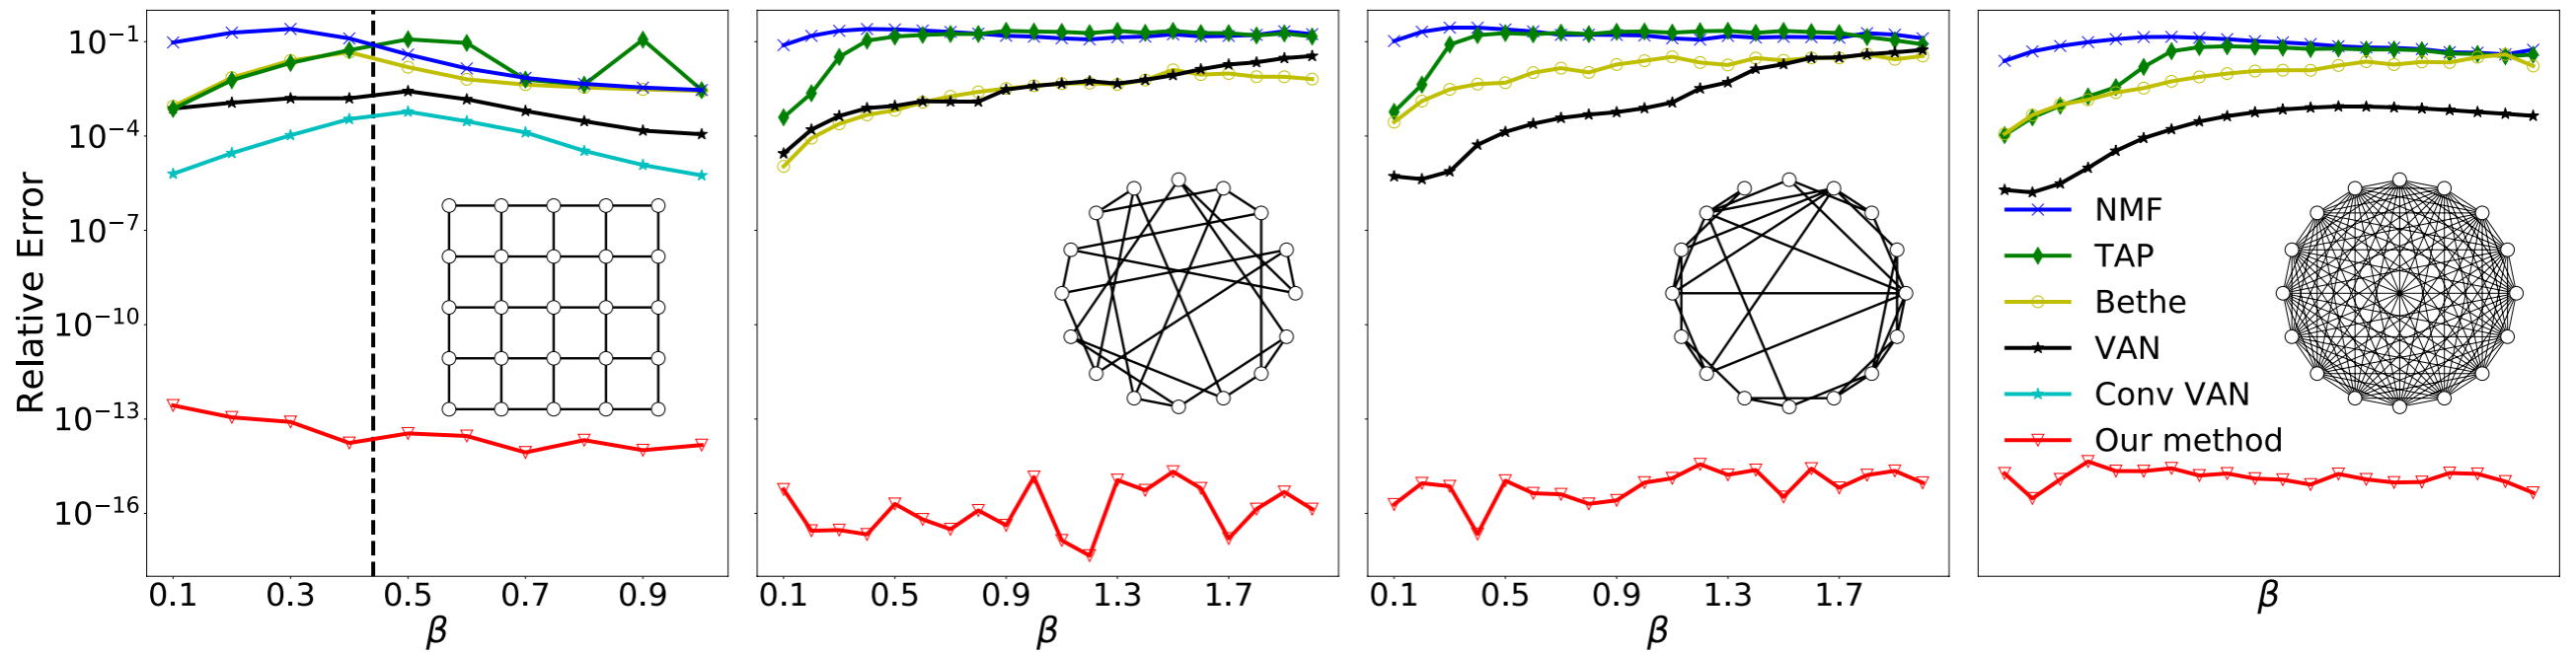 Relative Error
10⁻¹
10⁻⁴
10⁻⁷
10⁻¹⁰
10⁻¹³
10⁻¹⁶
0.1 0.3 0.5 0.7 0.9
β
0.1 0.5 0.9 1.3 1.7
β
0.1 0.5 0.9 1.3 1.7
β
NMF
TAP
Bethe
VAN
Conv VAN
Our method
β